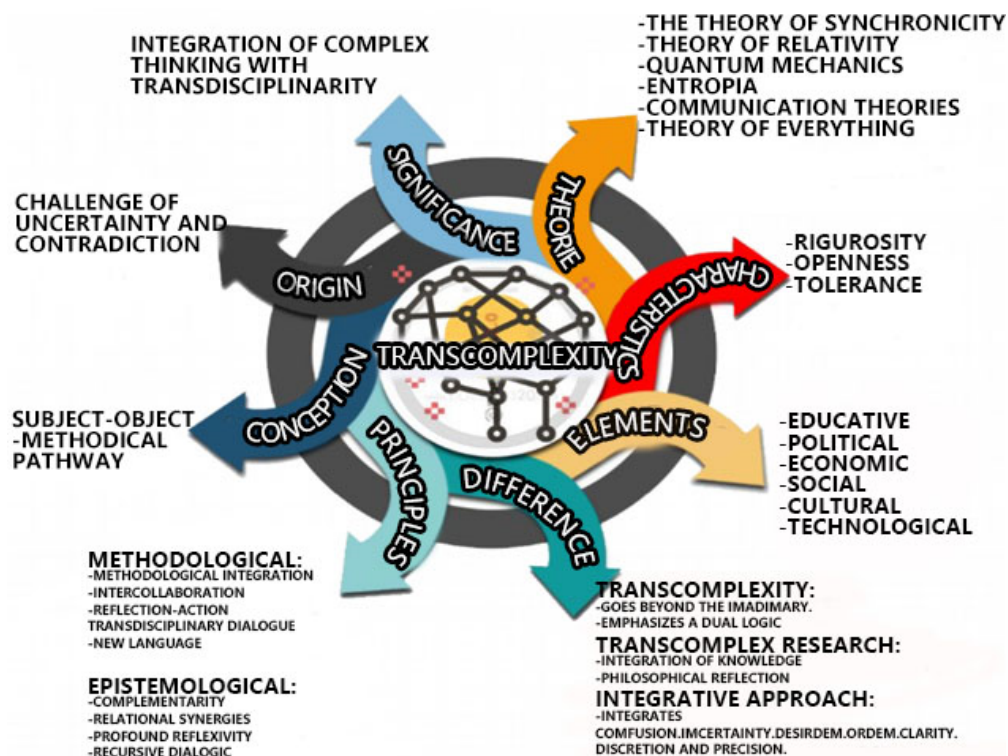 INTEGRATION OF COMPLEX
THINKING WITH
TRANSDISCIPLINARITY
-THE THEORY OF SYNCHRONICITY
-THEORY OF RELATIVITY
-QUANTUM MECHANICS
-ENTROPIA
-COMMUNICATION THEORIES
-THEORY OF EVERYTHING
SIGNIFICANCE
THEORIE
CHALLENGE OF
UNCERTAINTY AND
CONTRADICTION
ORIGIN
CHARACTERISTICS
-RIGUROSITY
-OPENNESS
-TOLERANCE
TRANSCOMPLEXITY
SUBJECT-OBJECT
-METHODICAL
PATHWAY
CONCEPTION
PRINCIPLES
DIFFERENCE
ELEMENTS
-EDUCATIVE
-POLITICAL
-ECONOMIC
-SOCIAL
-CULTURAL
-TECHNOLOGICAL
METHODOLOGICAL:
-METHODOLOGICAL INTEGRATION
-INTERCOLLABORATION
-REFLECTION-ACTION
TRANSDISCIPLINARY DIALOGUE
-NEW LANGUAGE
EPISTEMOLOGICAL:
-COMPLEMENTARITY
-RELATIONAL SYNERGIES
-PROFOUND REFLEXIVITY
-RECURSIVE DIALOGIC
TRANSCOMPLEXITY:
-GOES BEYOND THE IMADIMARY.
-EMPHASIZES A DUAL LOGIC
TRANSCOMPLEX RESEARCH:
-INTEGRATION OF KNOWLEDGE
-PHILOSOPHICAL REFLECTION
INTEGRATIVE APPROACH:
-INTEGRATES
COMFUSION.IMCERTAINTY.DESIRDEM.ORDEM.CLARITY.
DISCRETION AND PRECISION.